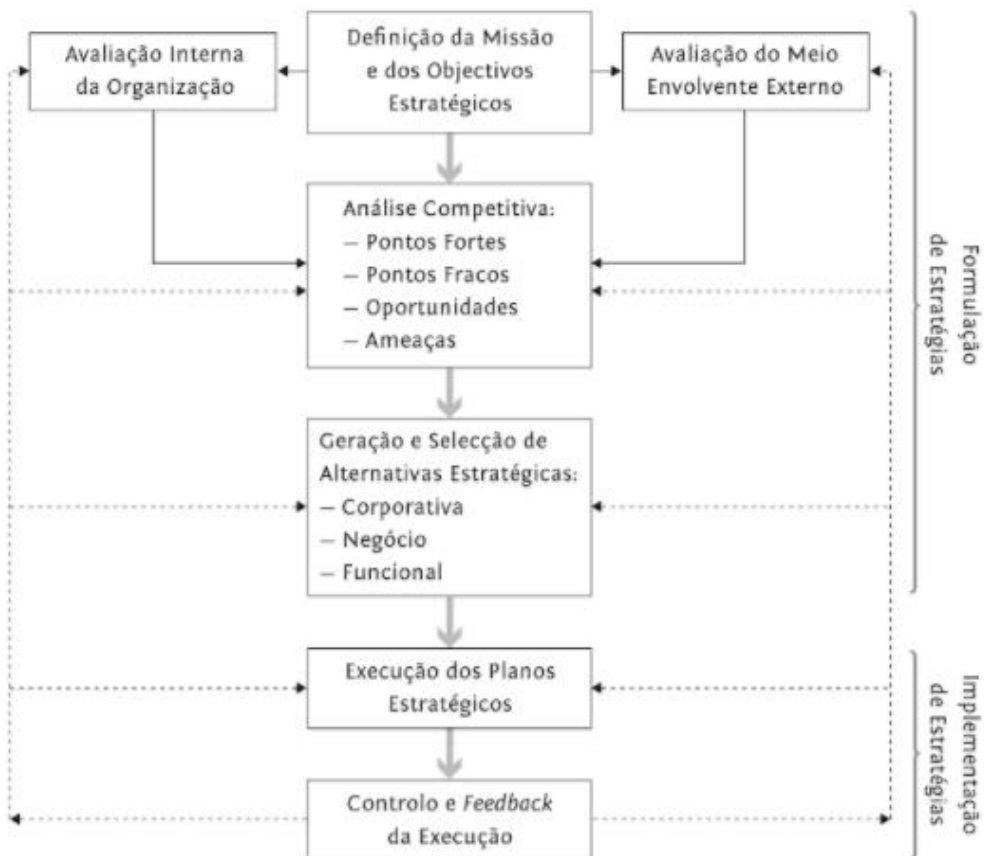 Definição da Missão
e dos Objectivos
Estratégicos
Avaliação Interna
da Organização
Avaliação do Meio
Envolvente Externo
Análise Competitiva:
– Pontos Fortes
– Pontos Fracos
– Oportunidades
– Ameaças
Geração e Selecção de
Alternativas Estratégicas:
– Corporativa
– Negócio
– Funcional
Formulação
de Estratégias
Execução dos Planos
Estratégicos
Controlo e Feedback
da Execução
Implementação
de Estratégias